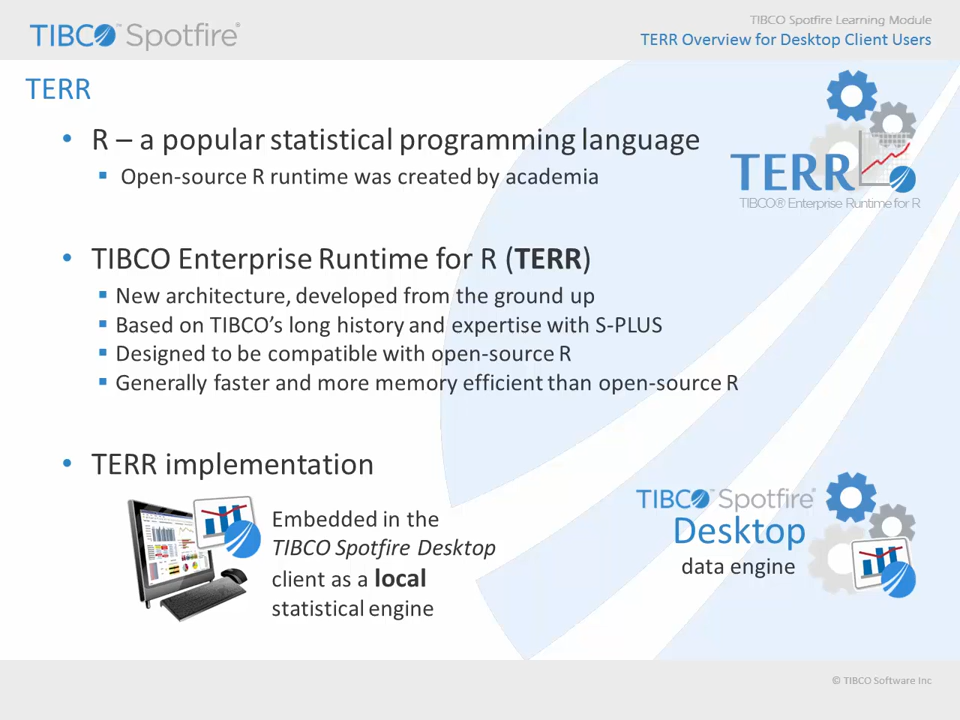 TIBCO™ Spotfire®
TIBCO Spotfire Learning Module
TERR Overview for Desktop Client Users
TERR
• R – a popular statistical programming language
▪ Open-source R runtime was created by academia
TERR
TIBCO® Enterprise Runtime for R
• TIBCO Enterprise Runtime for R (TERR)
▪ New architecture, developed from the ground up
▪ Based on TIBCO’s long history and expertise with S-PLUS
▪ Designed to be compatible with open-source R
▪ Generally faster and more memory efficient than open-source R
• TERR implementation
Embedded in the
TIBCO Spotfire Desktop
client as a local
statistical engine
TIBCO™ Spotfire®
Desktop
data engine
© TIBCO Software Inc